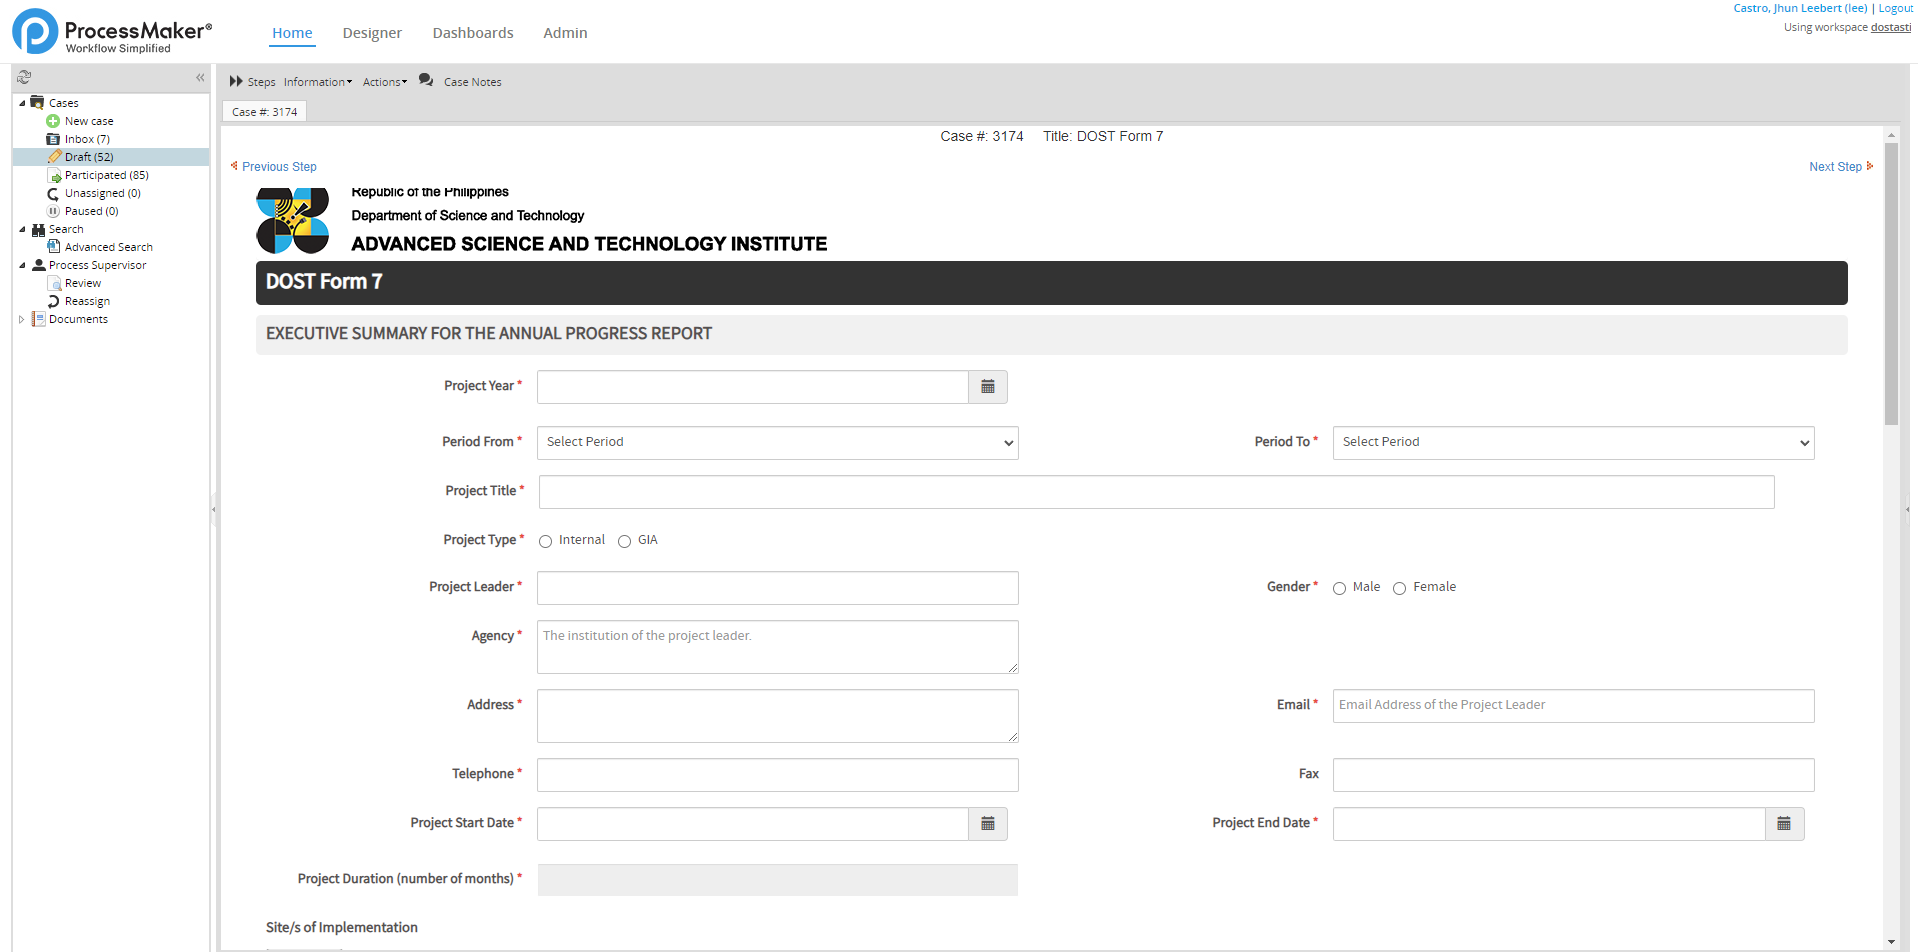 ProcessMaker®
Workflow Simplified
Home
Designer
Dashboards
Admin
Castro, Jhun Leebert (lee) | Logout
Using workspace dostasti
Cases
New case
Inbox (7)
Draft (52)
Participated (85)
Unassigned (0)
Paused (0)
Search
Advanced Search
Process Supervisor
Review
Reassign
Documents
Steps
Information
Actions
Case Notes
Case #: 3174
Case #: 3174 Title: DOST Form 7
Previous Step
Next Step
Republic of the Philippines
Department of Science and Technology
ADVANCED SCIENCE AND TECHNOLOGY INSTITUTE
DOST Form 7
EXECUTIVE SUMMARY FOR THE ANNUAL PROGRESS REPORT
Project Year *
Period From * Select Period
Period To * Select Period
Project Title *
Project Type * Internal GIA
Project Leader *
Gender * Male Female
Agency * The institution of the project leader.
Address *
Email * Email Address of the Project Leader
Telephone *
Fax
Project Start Date *
Project End Date *
Project Duration (number of months) *
Site/s of Implementation